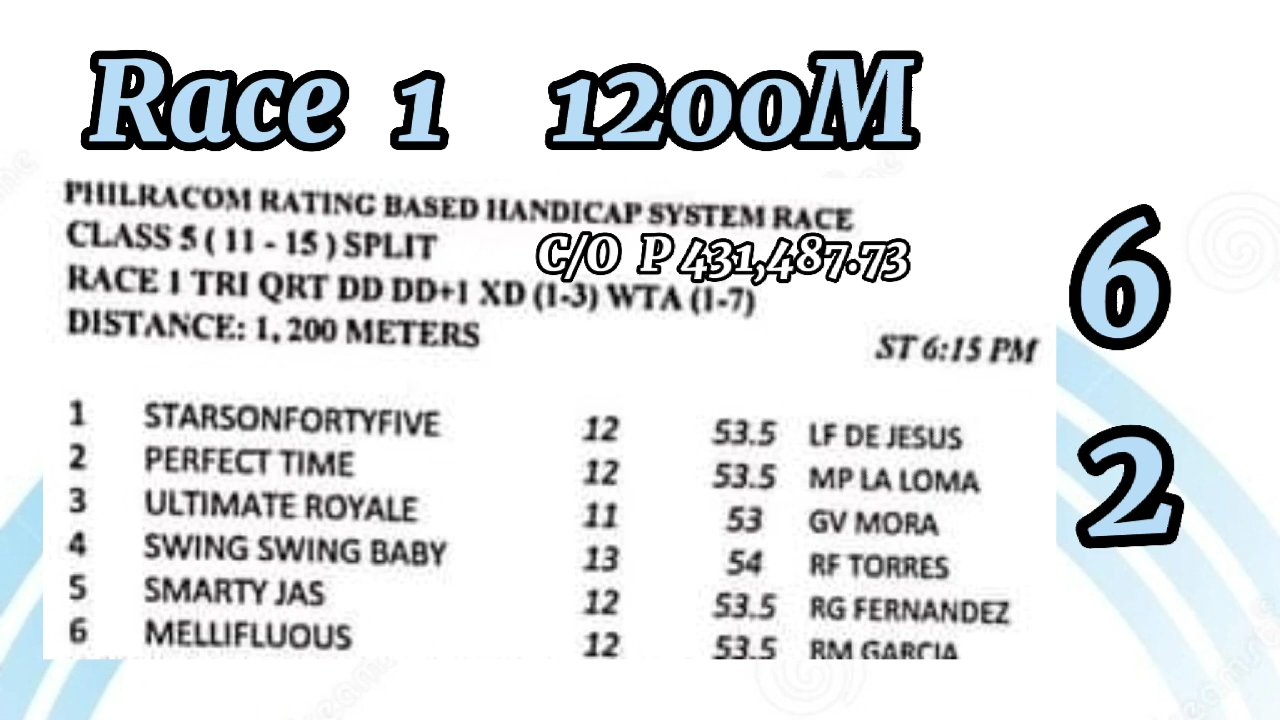 Race 1 1200M
PHILRACOM RATING BASED HANDICAP SYSTEM RACE
CLASS 5 ( 11 - 15 ) SPLIT
C/O P 431,487.73
RACE 1 TRI QRT DD DD+1 XD (1-3) WTA (1-7)
DISTANCE: 1, 200 METERS
ST 6:15 PM
1 STARSONFORTYFIVE 12 53.5 LF DE JESUS
2 PERFECT TIME 12 53.5 MP LA LOMA
3 ULTIMATE ROYALE 11 53 GV MORA
4 SWING SWING BABY 13 54 RF TORRES
5 SMARTY JAS 12 53.5 RG FERNANDEZ
6 MELLIFLUOUS 12 53.5 RM GARCIA
6
2